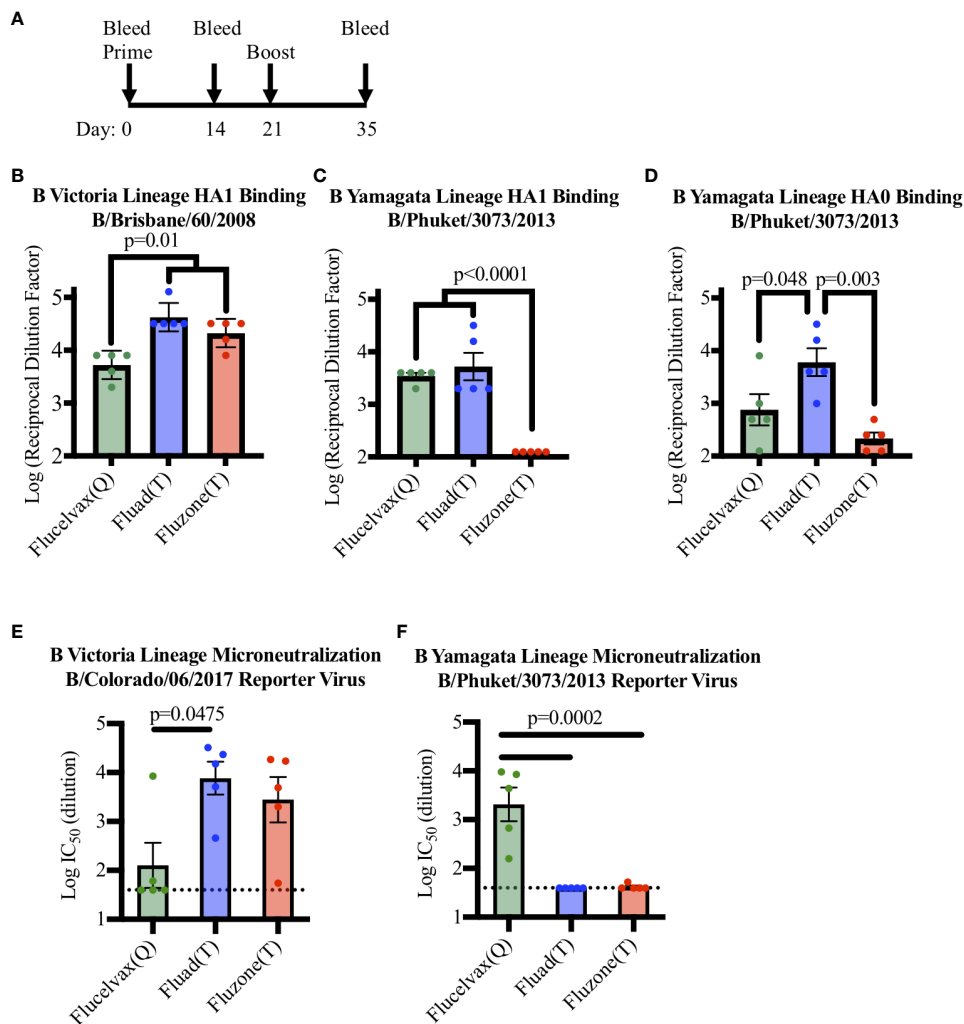 A
Bleed Bleed Bleed
Prime Boost
Day: 0 14 21 35
B
B Victoria Lineage HA1 Binding
B/Brisbane/60/2008
p=0.01
Log (Reciprocal Dilution Factor)
5
4
3
2
Flucelvax(Q)
Fluad(T)
Fluzone(T)
C
B Yamagata Lineage HA1 Binding
B/Phuket/3073/2013
p<0.0001
Log (Reciprocal Dilution Factor)
5
4
3
2
Flucelvax(Q)
Fluad(T)
Fluzone(T)
D
B Yamagata Lineage HA0 Binding
B/Phuket/3073/2013
p=0.048 p=0.003
Log (Reciprocal Dilution Factor)
5
4
3
2
Flucelvax(Q)
Fluad(T)
Fluzone(T)
E
B Victoria Lineage Microneutralization
B/Colorado/06/2017 Reporter Virus
p=0.0475
Log IC50 (dilution)
5
4
3
2
1
Flucelvax(Q)
Fluad(T)
Fluzone(T)
F
B Yamagata Lineage Microneutralization
B/Phuket/3073/2013 Reporter Virus
p=0.0002
Log IC50 (dilution)
5
4
3
2
1
Flucelvax(Q)
Fluad(T)
Fluzone(T)